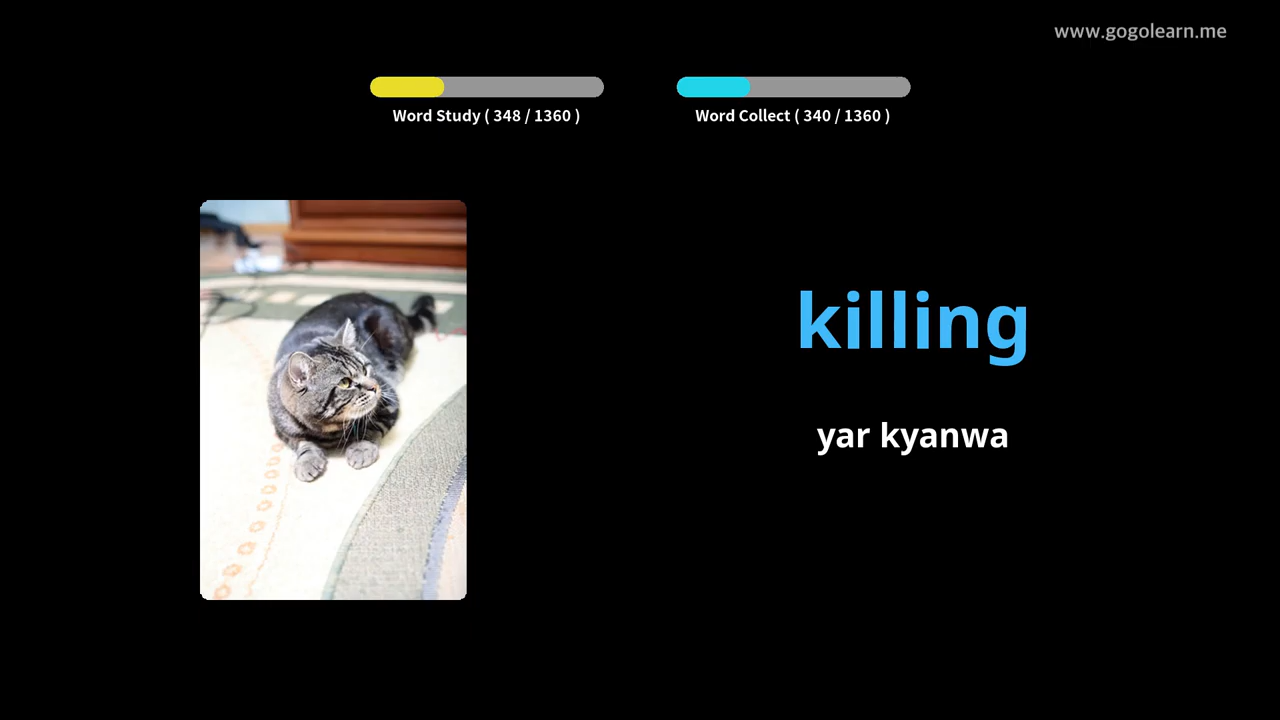 www.gogolearn.me
Word Study ( 348 / 1360 )
Word Collect ( 340 / 1360 )
killing
yar kyanwa